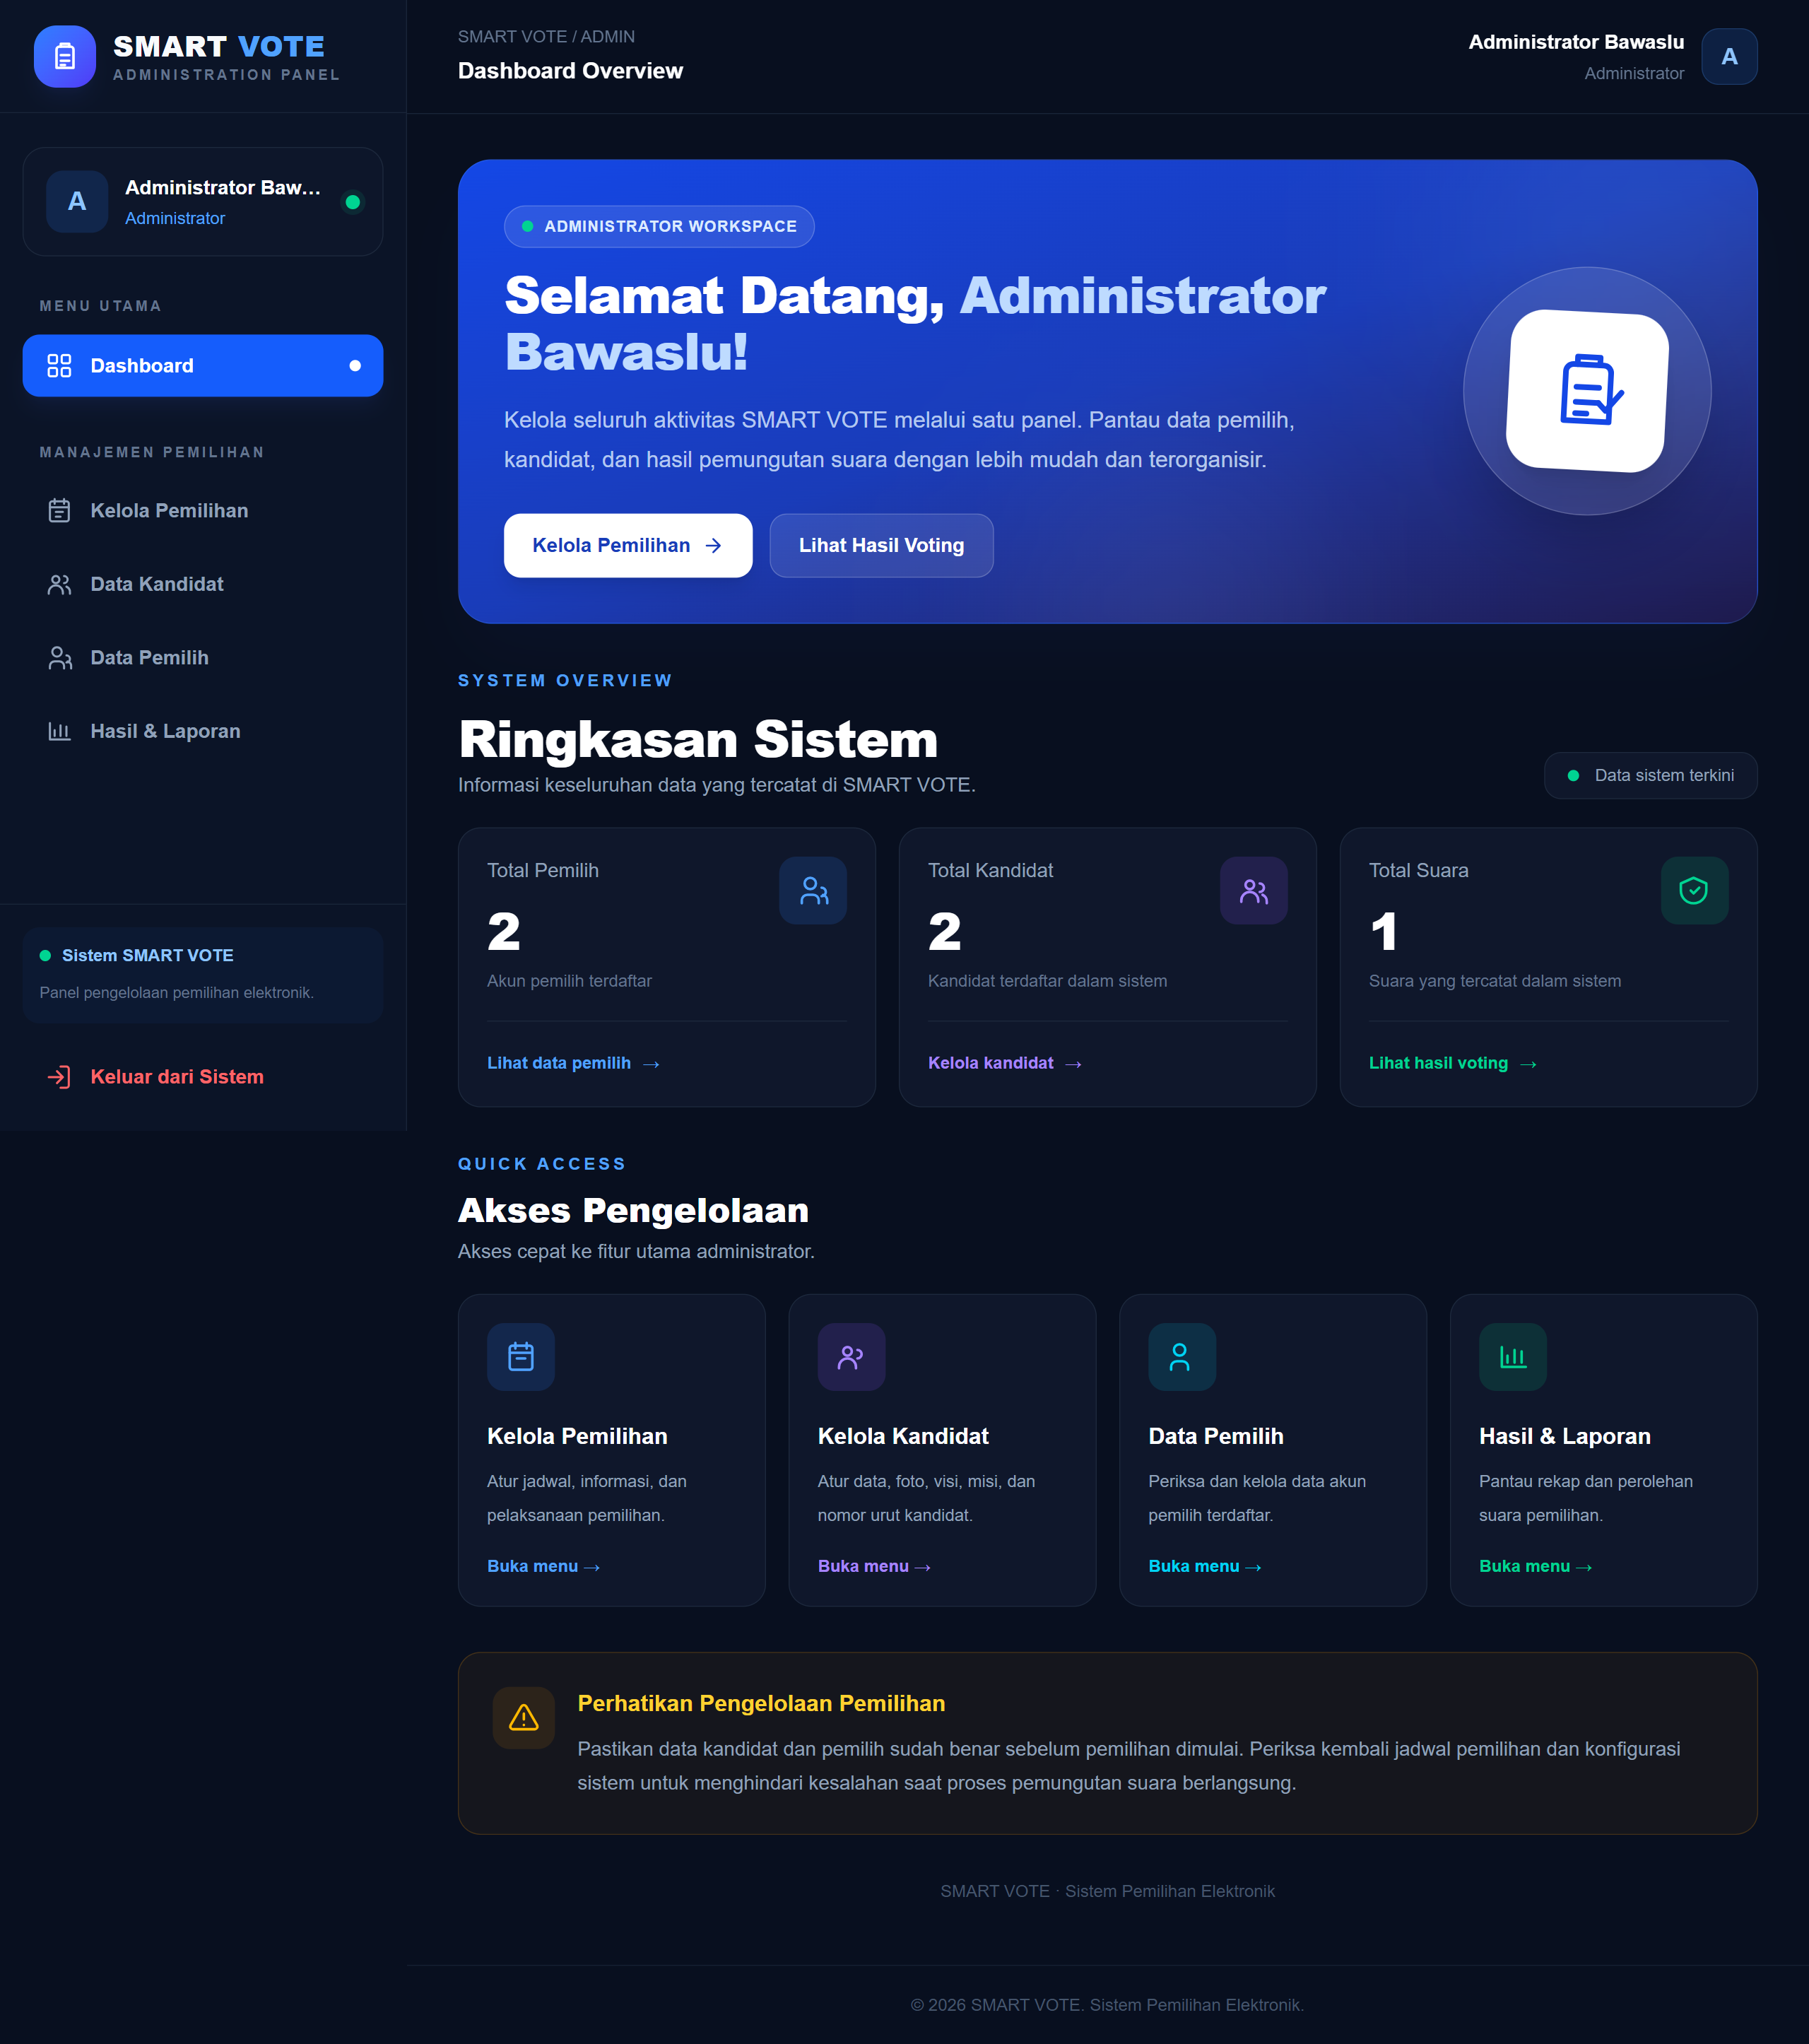 SMART VOTE
ADMINISTRATION PANEL
A
Administrator Baw...
Administrator
MENU UTAMA
Dashboard
MANAJEMEN PEMILIHAN
Kelola Pemilihan
Data Kandidat
Data Pemilih
Hasil & Laporan
Sistem SMART VOTE
Panel pengelolaan pemilihan elektronik.
Keluar dari Sistem
SMART VOTE / ADMIN
Dashboard Overview
Administrator Bawaslu
Administrator
A
ADMINISTRATOR WORKSPACE
Selamat Datang, Administrator
Bawaslu!
Kelola seluruh aktivitas SMART VOTE melalui satu panel. Pantau data pemilih,
kandidat, dan hasil pemungutan suara dengan lebih mudah dan terorganisir.
Kelola Pemilihan →
Lihat Hasil Voting
SYSTEM OVERVIEW
Ringkasan Sistem
Informasi keseluruhan data yang tercatat di SMART VOTE.
Data sistem terkini
Total Pemilih
2
Akun pemilih terdaftar
Lihat data pemilih →
Total Kandidat
2
Kandidat terdaftar dalam sistem
Kelola kandidat →
Total Suara
1
Suara yang tercatat dalam sistem
Lihat hasil voting →
QUICK ACCESS
Akses Pengelolaan
Akses cepat ke fitur utama administrator.
Kelola Pemilihan
Atur jadwal, informasi, dan
pelaksanaan pemilihan.
Buka menu →
Kelola Kandidat
Atur data, foto, visi, misi, dan
nomor urut kandidat.
Buka menu →
Data Pemilih
Periksa dan kelola data akun
pemilih terdaftar.
Buka menu →
Hasil & Laporan
Pantau rekap dan perolehan
suara pemilihan.
Buka menu →
Perhatikan Pengelolaan Pemilihan
Pastikan data kandidat dan pemilih sudah benar sebelum pemilihan dimulai. Periksa kembali jadwal pemilihan dan konfigurasi
sistem untuk menghindari kesalahan saat proses pemungutan suara berlangsung.
SMART VOTE · Sistem Pemilihan Elektronik
© 2026 SMART VOTE. Sistem Pemilihan Elektronik.